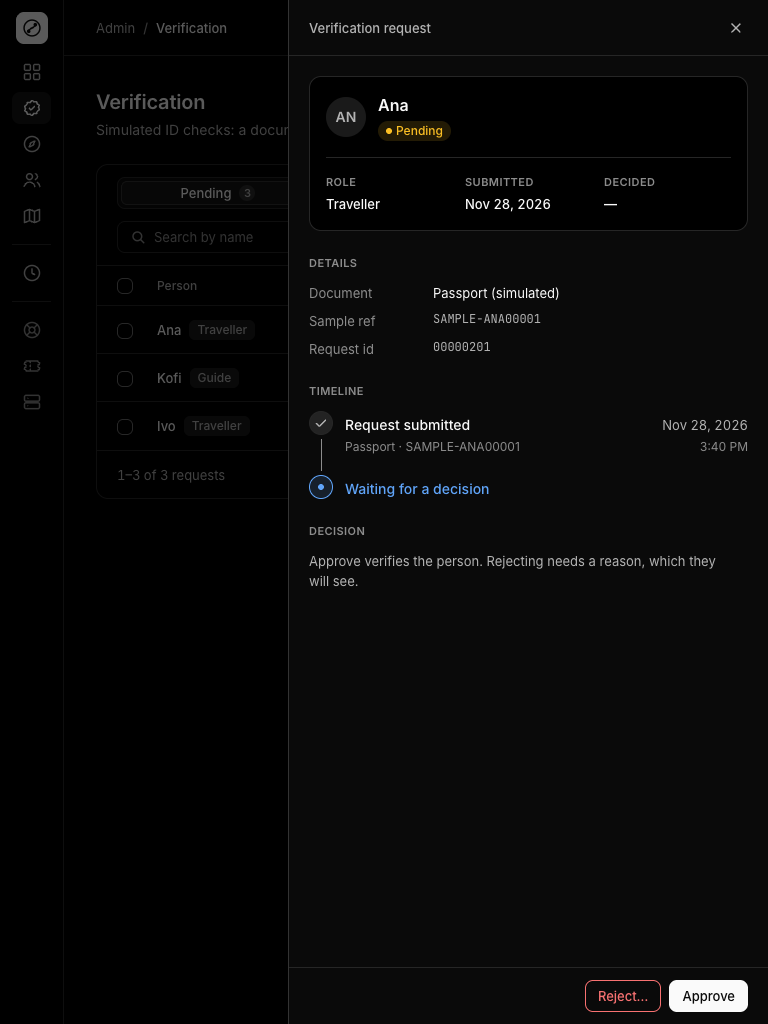 Admin / Verification
Verification
Simulated ID checks: a docu
Pending 3
Search by name
Person
Ana Traveller
Kofi Guide
Ivo Traveller
1–3 of 3 requests
Verification request
AN
Ana
Pending
ROLE SUBMITTED DECIDED
Traveller Nov 28, 2026 —
DETAILS
Document Passport (simulated)
Sample ref SAMPLE-ANA00001
Request id 00000201
TIMELINE
Request submitted Nov 28, 2026
Passport · SAMPLE-ANA00001 3:40 PM
Waiting for a decision
DECISION
Approve verifies the person. Rejecting needs a reason, which they
will see.
Reject... Approve